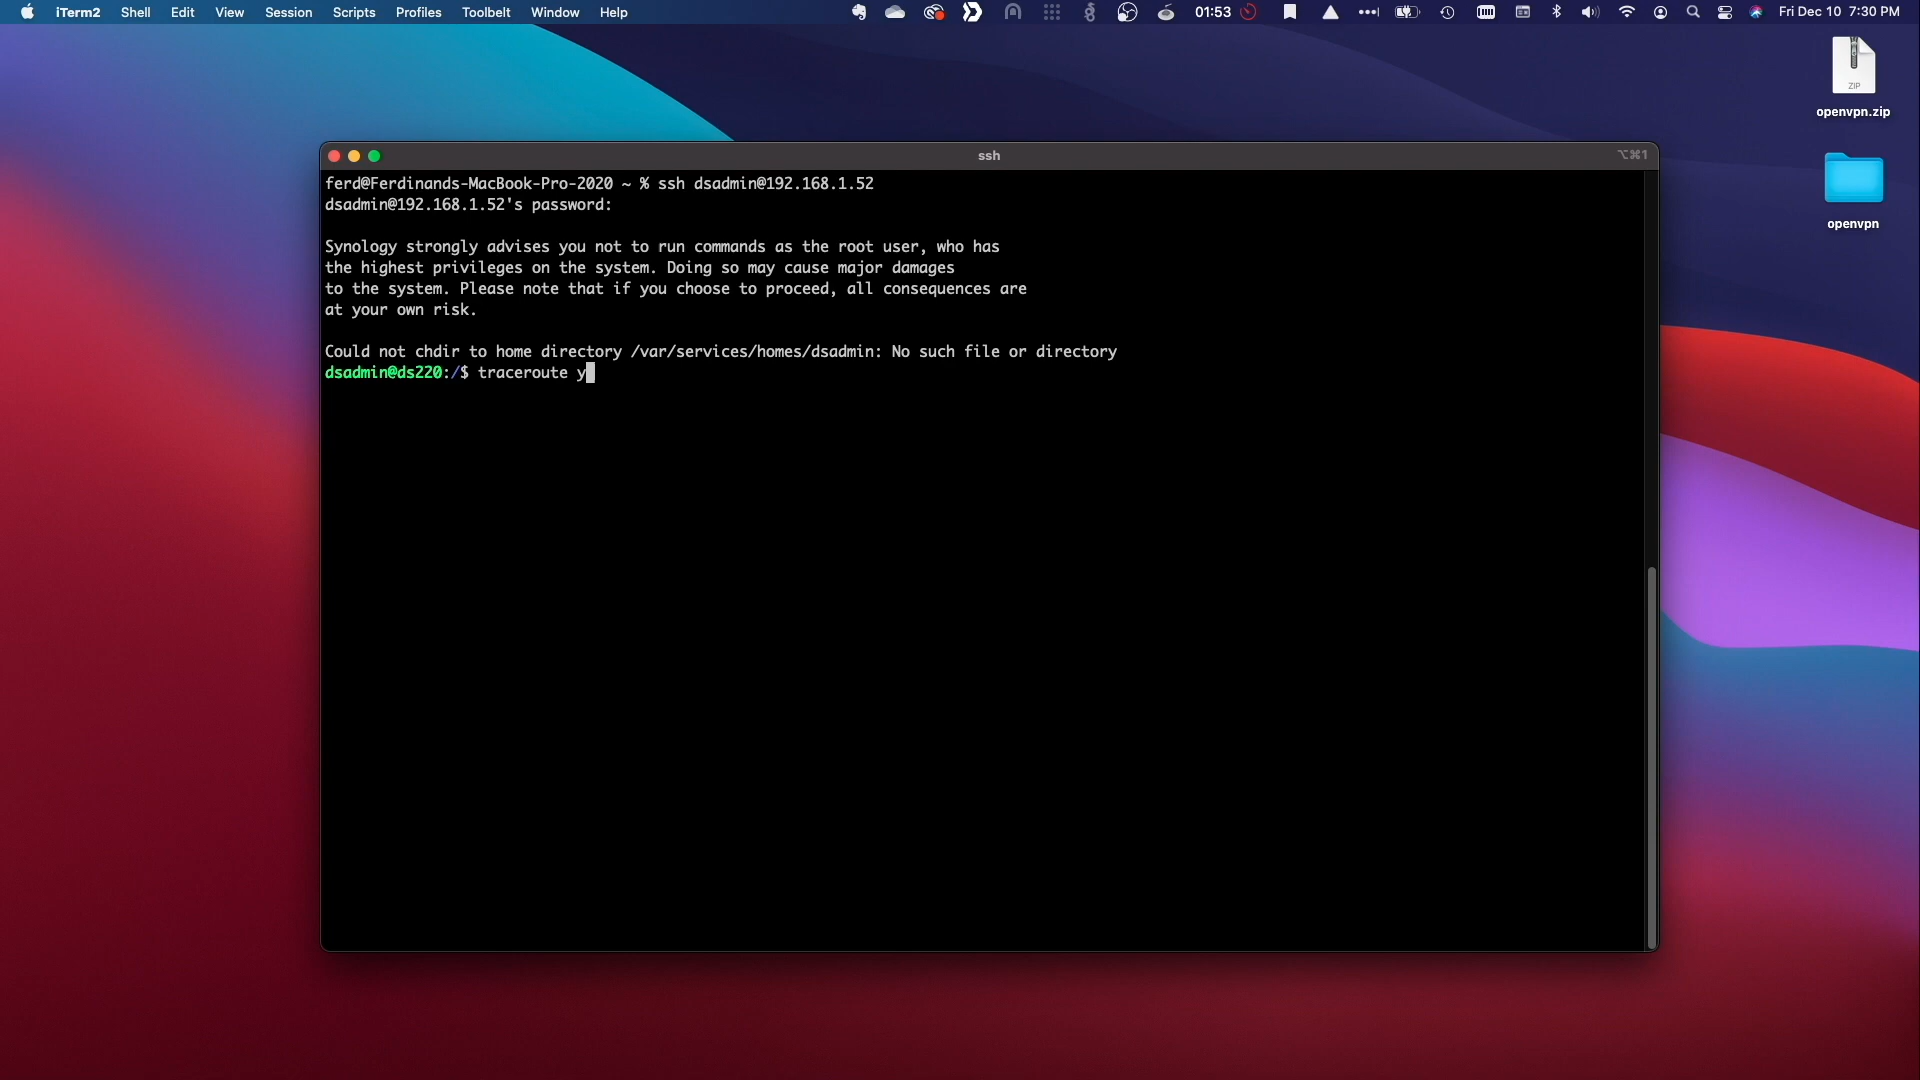 iTerm2 Shell Edit View Session Scripts Profiles Toolbelt Window Help 01:53 Fri Dec 10 7:30 PM
ZIP
openvpn.zip
openvpn
ssh ⌥⌘1
ferd@Ferdinands-MacBook-Pro-2020 ~ % ssh dsadmin@192.168.1.52
dsadmin@192.168.1.52's password:
Synology strongly advises you not to run commands as the root user, who has
the highest privileges on the system. Doing so may cause major damages
to the system. Please note that if you choose to proceed, all consequences are
at your own risk.
Could not chdir to home directory /var/services/homes/dsadmin: No such file or directory
dsadmin@ds220:/$ traceroute y